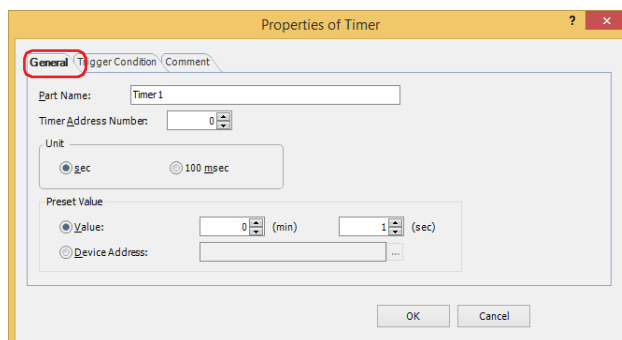 Properties of Timer ? ×
General Trigger Condition Comment
Part Name: Timer1
Timer Address Number: 0
Unit
sec 100 msec
Preset Value
Value: 0 (min) 1 (sec)
Device Address: ...
OK Cancel